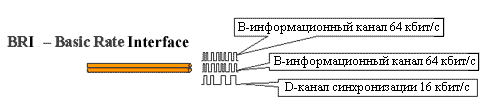 В-информационный канал 64 кбит/с
BRI – Basic Rate Interface
В-информационный канал 64 кбит/с
D-канал синхронизации 16 кбит/с